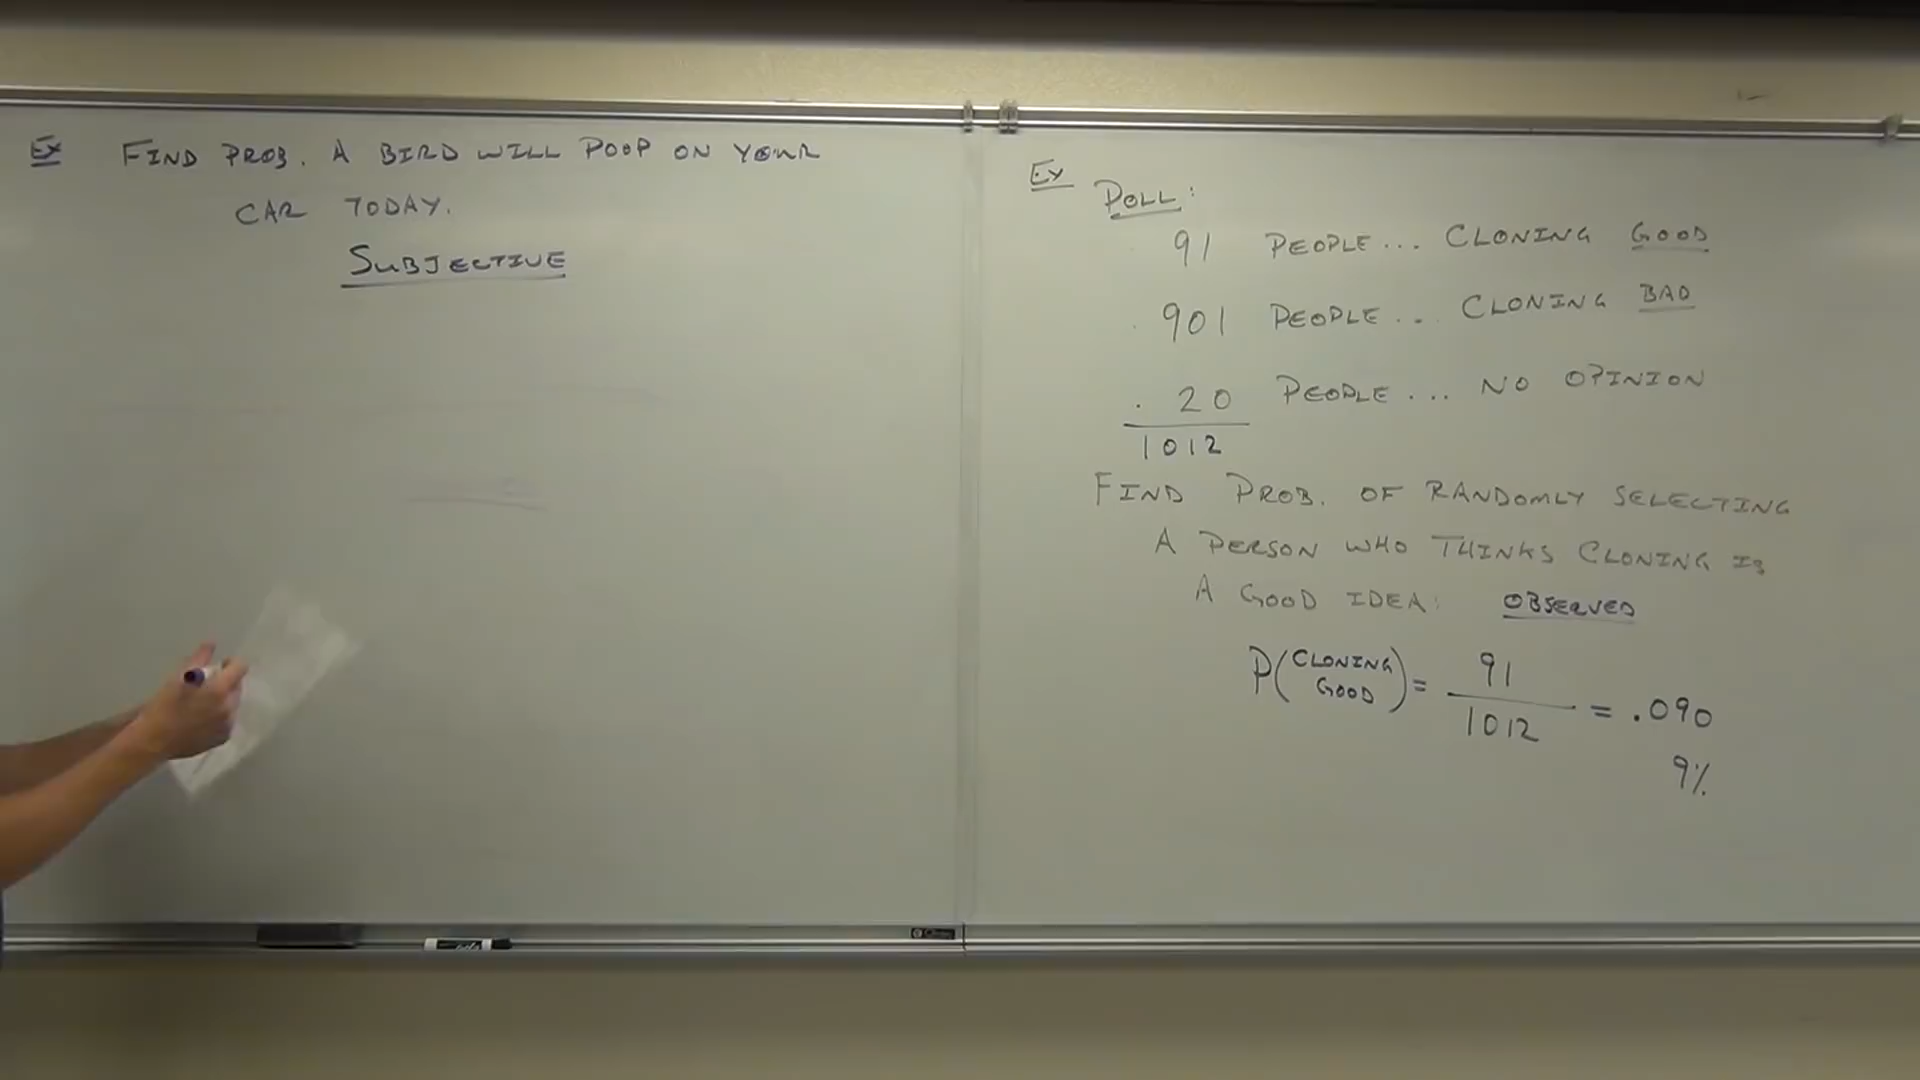 Ex FIND PROB. A BIRD WILL POOP ON YOUR
CAR TODAY.
SUBJECTIVE
Ex
POLL:
91 PEOPLE... CLONING GOOD
901 PEOPLE... CLONING BAD
20 PEOPLE... NO OPINION
1012
FIND PROB. OF RANDOMLY SELECTING
A PERSON WHO THINKS CLONING IS
A GOOD IDEA: OBSERVED
P(CLONING GOOD) = 91/1012 = .090
9%